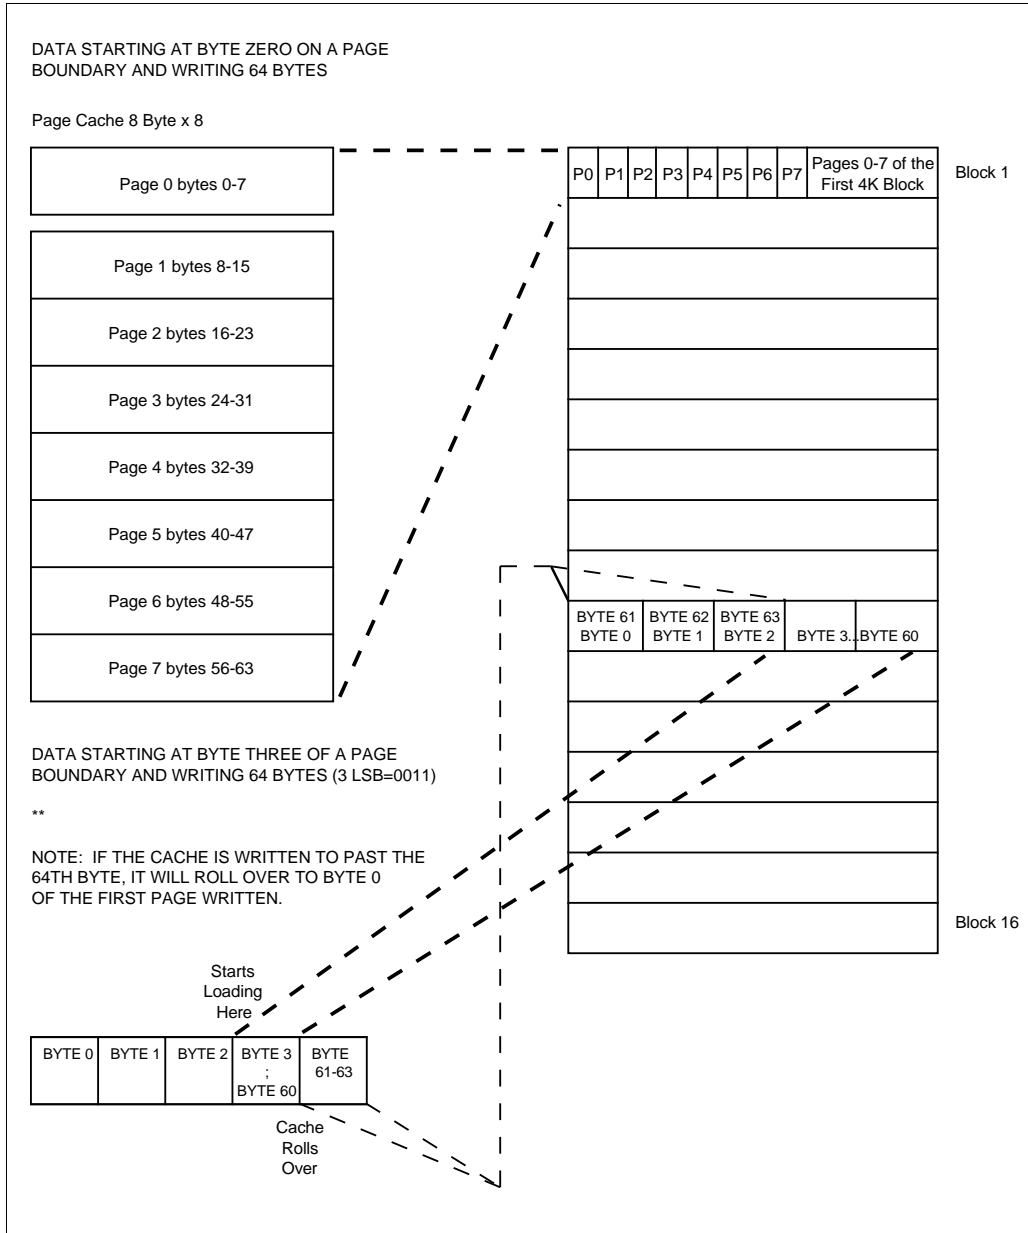 DATA STARTING AT BYTE ZERO ON A PAGE
BOUNDARY AND WRITING 64 BYTES
Page Cache 8 Byte x 8
Page 0 bytes 0-7
Page 1 bytes 8-15
Page 2 bytes 16-23
Page 3 bytes 24-31
Page 4 bytes 32-39
Page 5 bytes 40-47
Page 6 bytes 48-55
Page 7 bytes 56-63
P0 P1 P2 P3 P4 P5 P6 P7
Pages 0-7 of the
First 4K Block
Block 1
BYTE 61
BYTE 0
BYTE 62
BYTE 1
BYTE 63
BYTE 2
BYTE 3...BYTE 60
Block 16
DATA STARTING AT BYTE THREE OF A PAGE
BOUNDARY AND WRITING 64 BYTES (3 LSB=0011)
**
NOTE: IF THE CACHE IS WRITTEN TO PAST THE
64TH BYTE, IT WILL ROLL OVER TO BYTE 0
OF THE FIRST PAGE WRITTEN.
Starts
Loading
Here
BYTE 0
BYTE 1
BYTE 2
BYTE 3
;
BYTE 60
BYTE
61-63
Cache
Rolls
Over